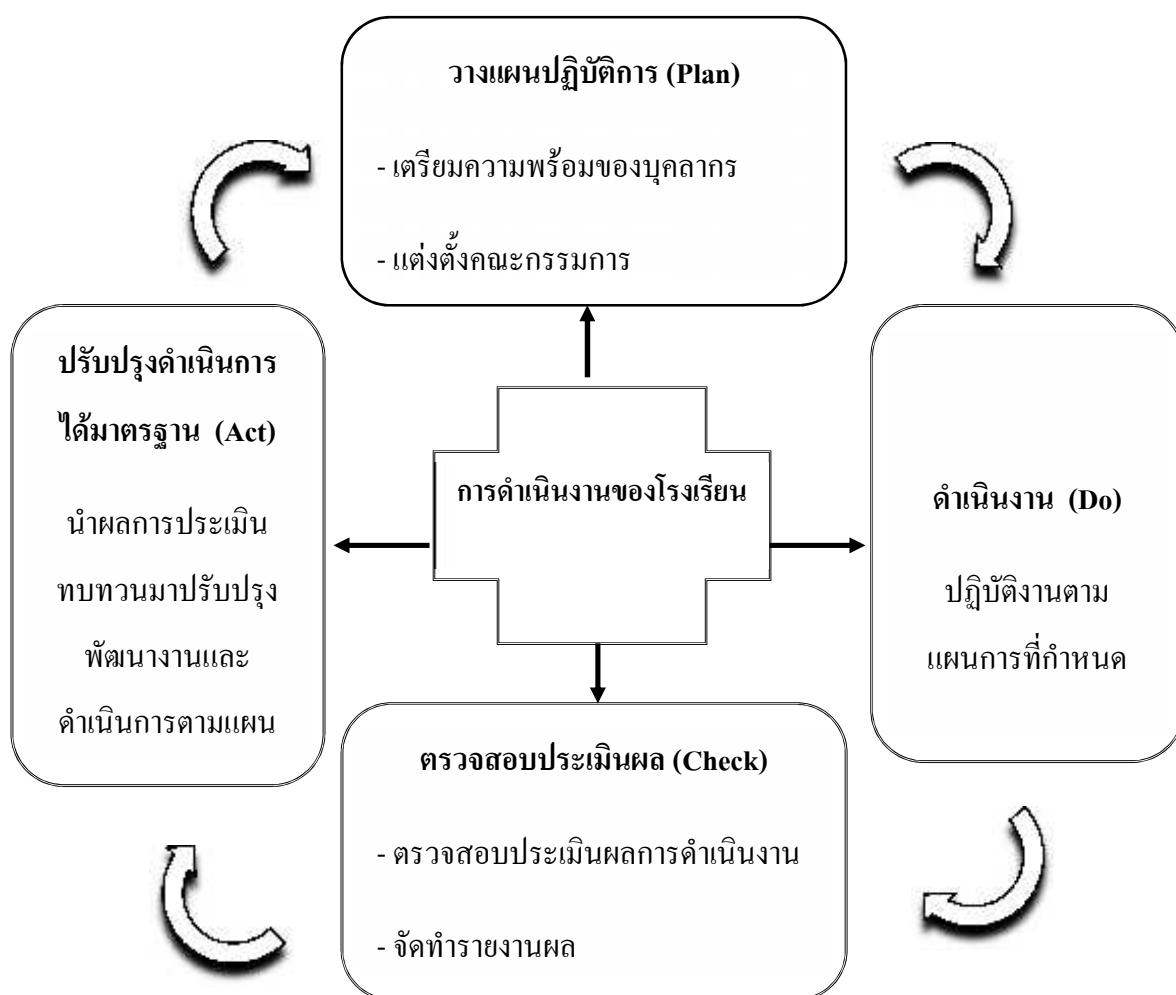 วางแผนปฏิบัติการ (Plan)
- เตรียมความพร้อมของบุคลากร
- แต่งตั้งคณะกรรมการ
ปรับปรุงดำเนินการ
ได้มาตรฐาน (Act)
นำผลการประเมิน
ทบทวนมาปรับปรุง
พัฒนางานและ
ดำเนินการตามแผน
การดำเนินงานของโรงเรียน
ดำเนินงาน (Do)
ปฏิบัติงานตาม
แผนการที่กำหนด
ตรวจสอบประเมินผล (Check)
- ตรวจสอบประเมินผลการดำเนินงาน
- จัดทำรายงานผล